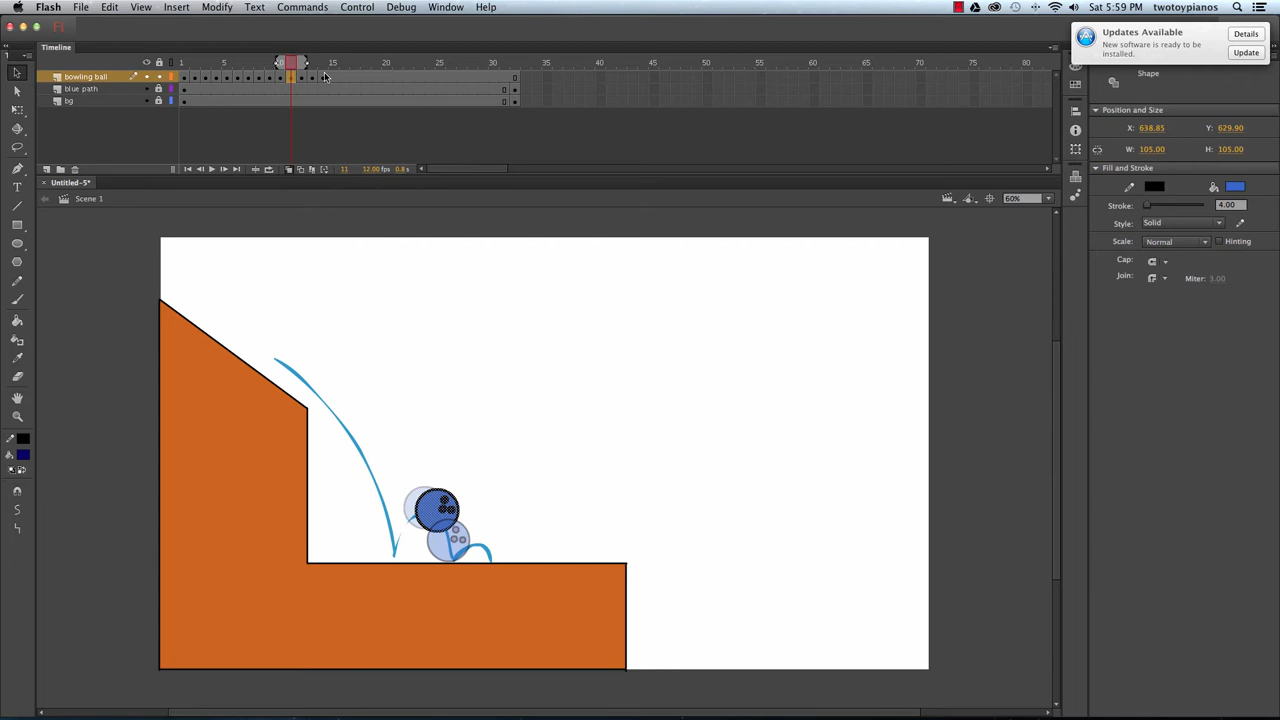 Flash File Edit View Insert Modify Text Commands Control Debug Window Help Sat 5:59 PM twotoypianos
Updates Available
New software is ready to be
installed.
Details
Update
Fl
Timeline
1 5 15 20 25 30 35 40 45 50 55 60 65 70 75 80
bowling ball
blue path
bg
11 12.00 fps 0.8 s
Untitled-5*
Scene 1
60%
Shape
Position and Size
X: 638.85 Y: 629.90
W: 105.00 H: 105.00
Fill and Stroke
Stroke: 4.00
Style: Solid
Scale: Normal Hinting
Cap:
Join: Miter: 3.00